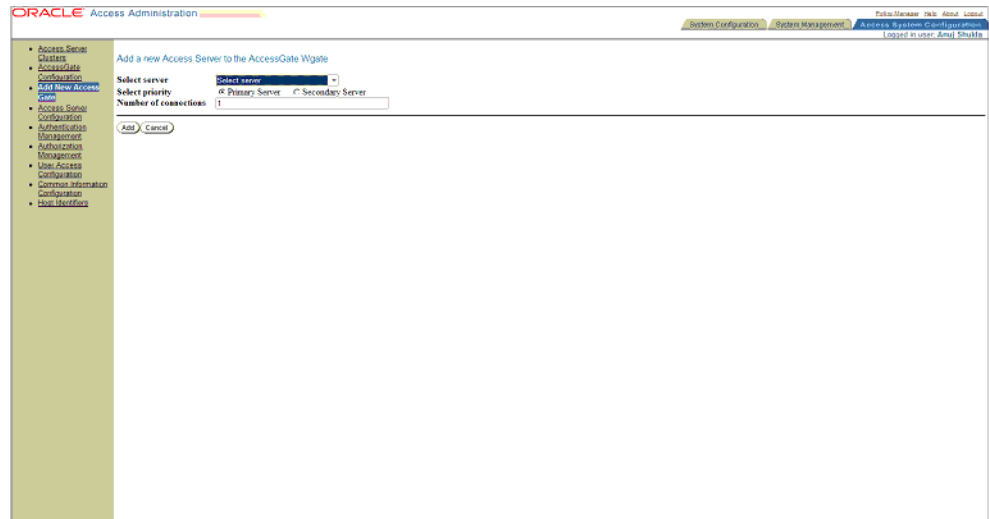 ORACLE Access Administration
Policy Manager Help About Logout
System Configuration System Management Access System Configuration
Logged in user: Anuj Shukla
Access Server
Clusters
AccessGate
Configuration
Add New Access
Gate
Access Server
Configuration
Authentication
Management
Authorization
Management
User Access
Configuration
Common Information
Configuration
Host Identifiers
Add a new Access Server to the AccessGate Wgate
Select server Select server
Select priority Primary Server Secondary Server
Number of connections 1
Add Cancel